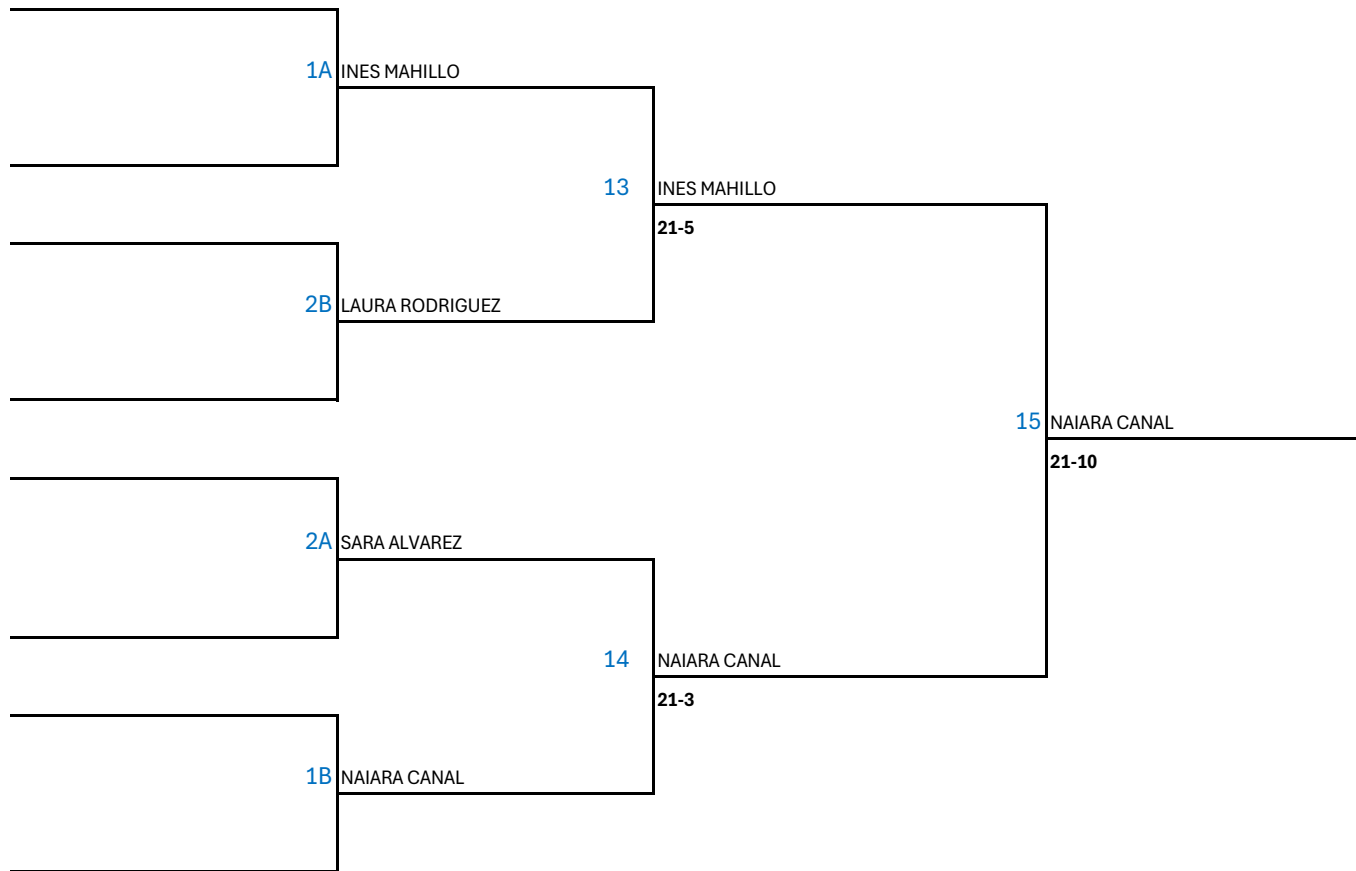 1A INES MAHILLO
13 INES MAHILLO
21-5
2B LAURA RODRIGUEZ
15 NAIARA CANAL
21-10
2A SARA ALVAREZ
14 NAIARA CANAL
21-3
1B NAIARA CANAL